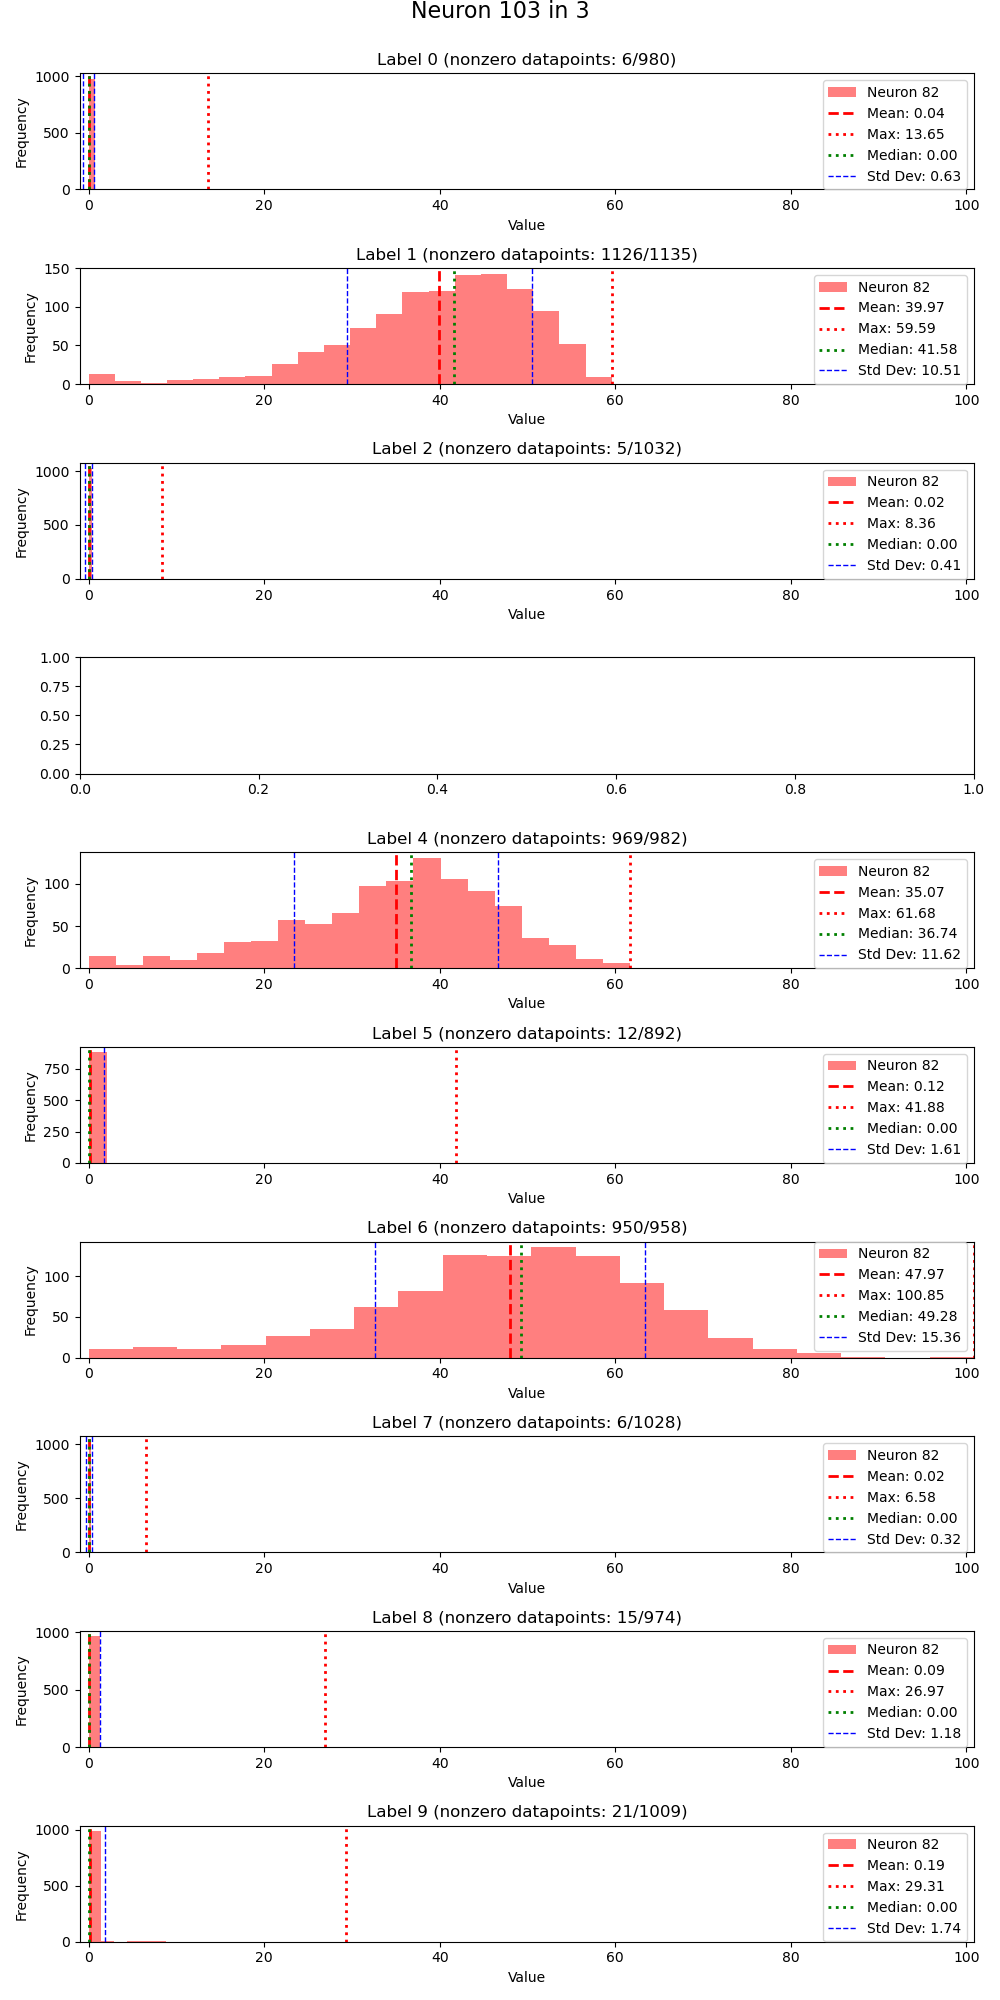 Neuron 103 in 3
Label 0 (nonzero datapoints: 6/980)
Frequency
1000
500
0
Neuron 82
Mean: 0.04
Max: 13.65
Median: 0.00
Std Dev: 0.63
0 20 40 60 80 100
Value
Label 1 (nonzero datapoints: 1126/1135)
Frequency
150
100
50
0
Neuron 82
Mean: 39.97
Max: 59.59
Median: 41.58
Std Dev: 10.51
0 20 40 60 80 100
Value
Label 2 (nonzero datapoints: 5/1032)
Frequency
1000
500
0
Neuron 82
Mean: 0.02
Max: 8.36
Median: 0.00
Std Dev: 0.41
0 20 40 60 80 100
Value
1.00
0.75
0.50
0.25
0.00
0.0 0.2 0.4 0.6 0.8 1.0
Label 4 (nonzero datapoints: 969/982)
Frequency
100
50
0
Neuron 82
Mean: 35.07
Max: 61.68
Median: 36.74
Std Dev: 11.62
0 20 40 60 80 100
Value
Label 5 (nonzero datapoints: 12/892)
Frequency
750
500
250
0
Neuron 82
Mean: 0.12
Max: 41.88
Median: 0.00
Std Dev: 1.61
0 20 40 60 80 100
Value
Label 6 (nonzero datapoints: 950/958)
Frequency
100
50
0
Neuron 82
Mean: 47.97
Max: 100.85
Median: 49.28
Std Dev: 15.36
0 20 40 60 80 100
Value
Label 7 (nonzero datapoints: 6/1028)
Frequency
1000
500
0
Neuron 82
Mean: 0.02
Max: 6.58
Median: 0.00
Std Dev: 0.32
0 20 40 60 80 100
Value
Label 8 (nonzero datapoints: 15/974)
Frequency
1000
500
0
Neuron 82
Mean: 0.09
Max: 26.97
Median: 0.00
Std Dev: 1.18
0 20 40 60 80 100
Value
Label 9 (nonzero datapoints: 21/1009)
Frequency
1000
500
0
Neuron 82
Mean: 0.19
Max: 29.31
Median: 0.00
Std Dev: 1.74
0 20 40 60 80 100
Value